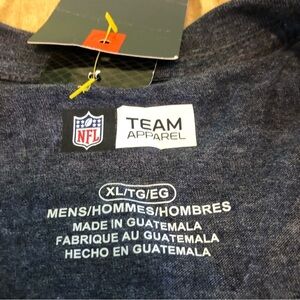 NFL
TEAM
APPAREL
XL/TG/EG
MENS/HOMMES/HOMBRES
MADE IN GUATEMALA
FABRIQUE AU GUATEMALA
HECHO EN GUATEMALA